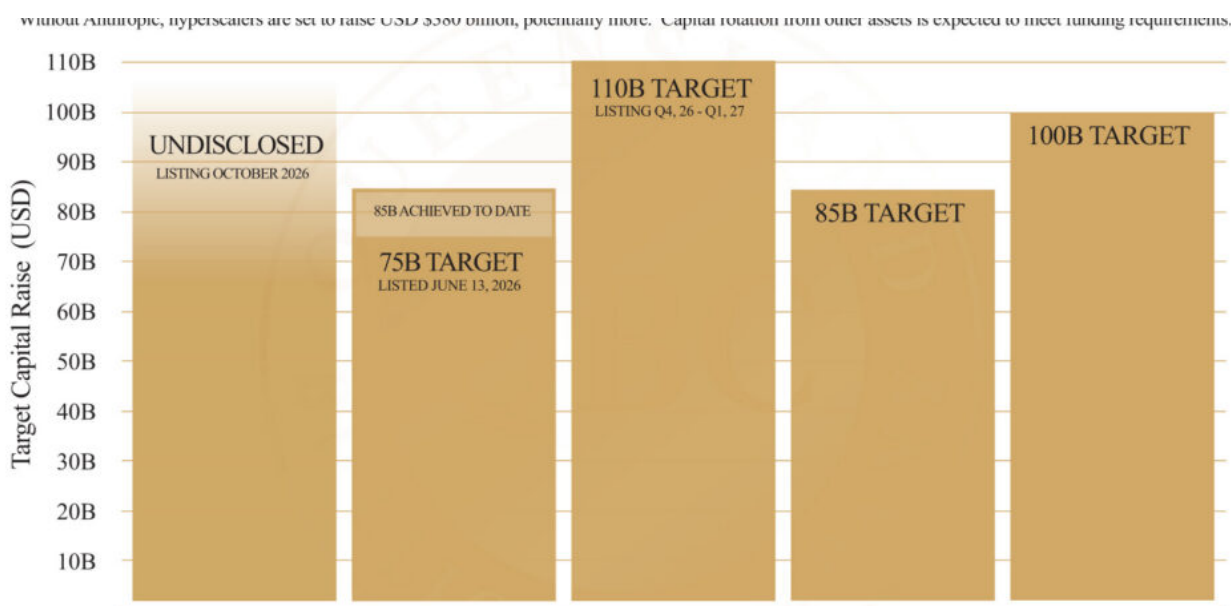 Without Anthropic, hyperscalers are set to raise USD $380 billion, potentially more. Capital rotation from other assets is expected to meet funding requirements.
110B
100B
90B
80B
70B
60B
50B
40B
30B
20B
10B
Target Capital Raise (USD)
UNDISCLOSED
LISTING OCTOBER 2026
85B ACHIEVED TO DATE
75B TARGET
LISTED JUNE 13, 2026
110B TARGET
LISTING Q4, 26 - Q1, 27
85B TARGET
100B TARGET